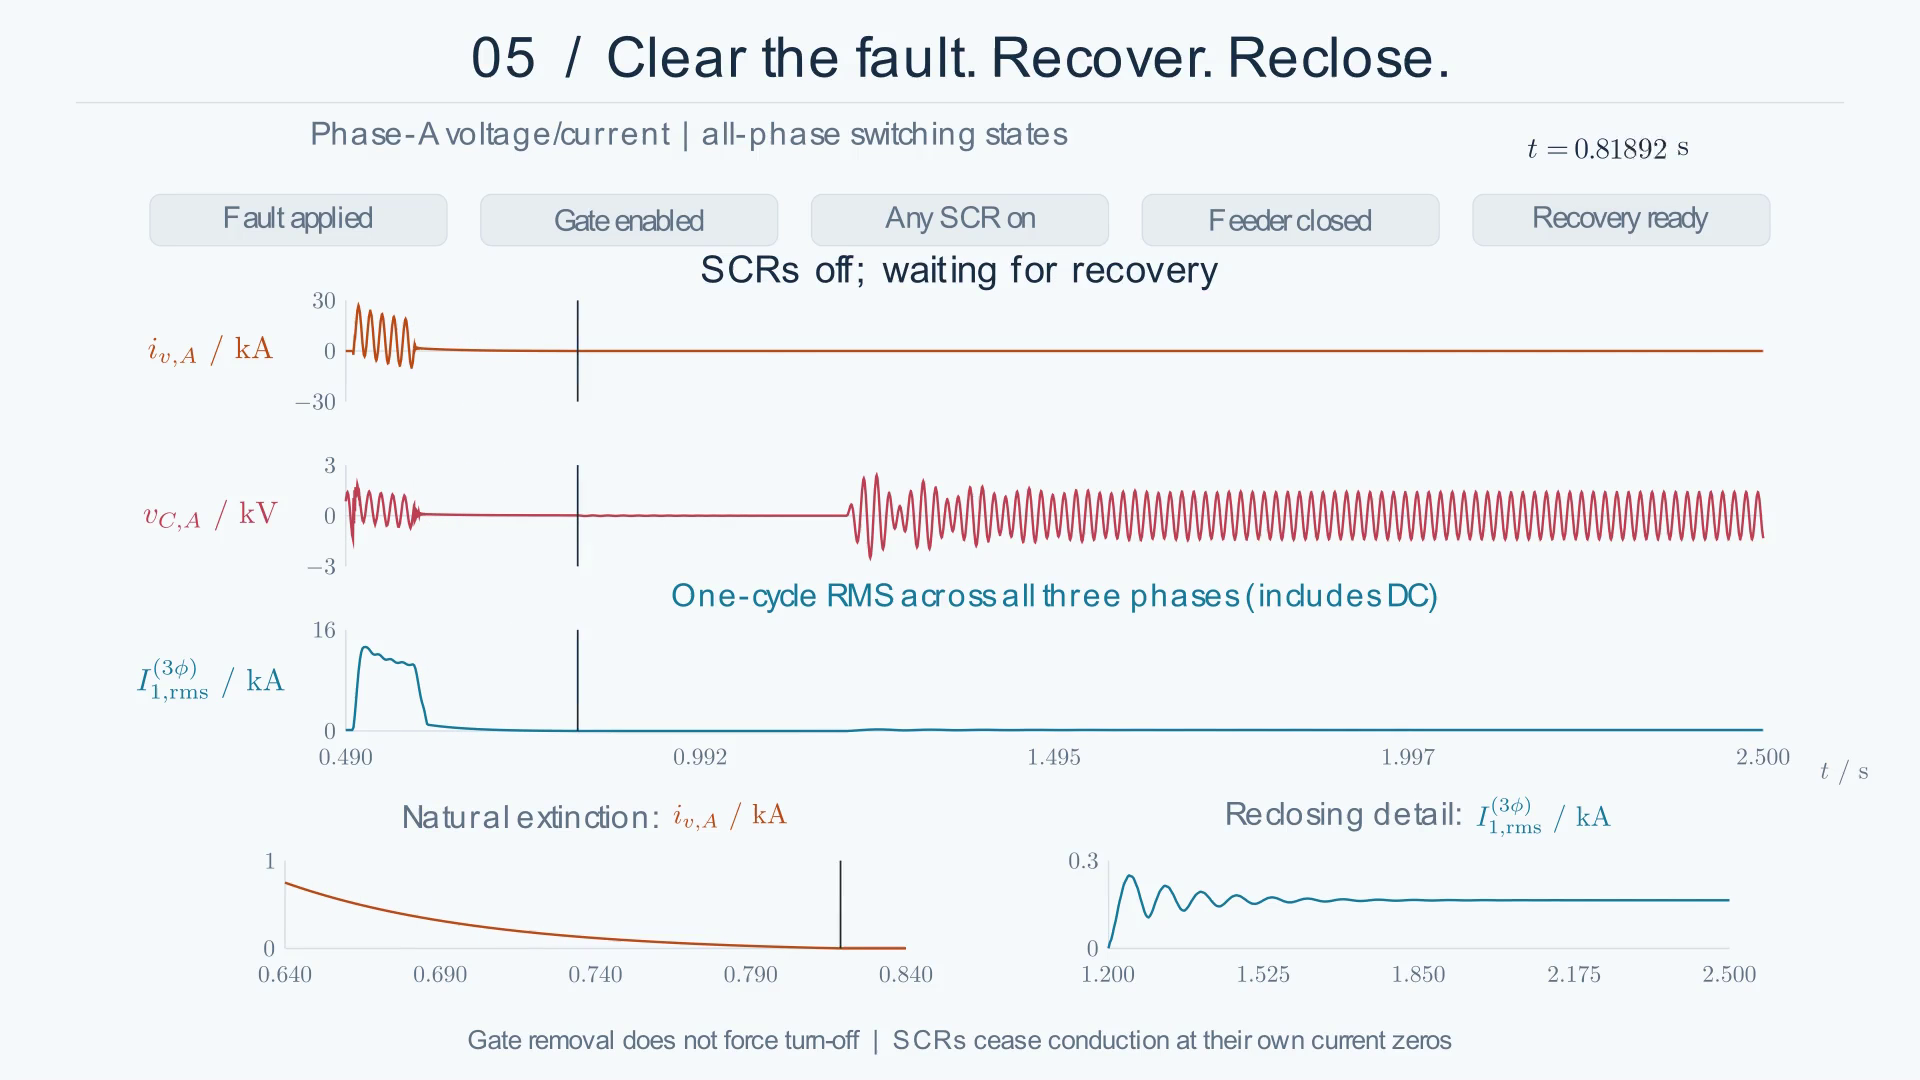 05 / Clear the fault. Recover. Reclose.
Phase-A voltage/current | all-phase switching states
t = 0.81892 s
Fault applied
Gate enabled
Any SCR on
Feeder closed
Recovery ready
SCRs off; waiting for recovery
30
i_{v,A} / kA
0
−30
3
v_{C,A} / kV
0
−3
One-cycle RMS across all three phases (includes DC)
16
I_{1,rms}^{(3ϕ)} / kA
0
0.490 0.992 1.495 1.997 2.500
t / s
Natural extinction: i_{v,A} / kA
1
0
0.640 0.690 0.740 0.790 0.840
Reclosing detail: I_{1,rms}^{(3ϕ)} / kA
0.3
0
1.200 1.525 1.850 2.175 2.500
Gate removal does not force turn-off | SCRs cease conduction at their own current zeros